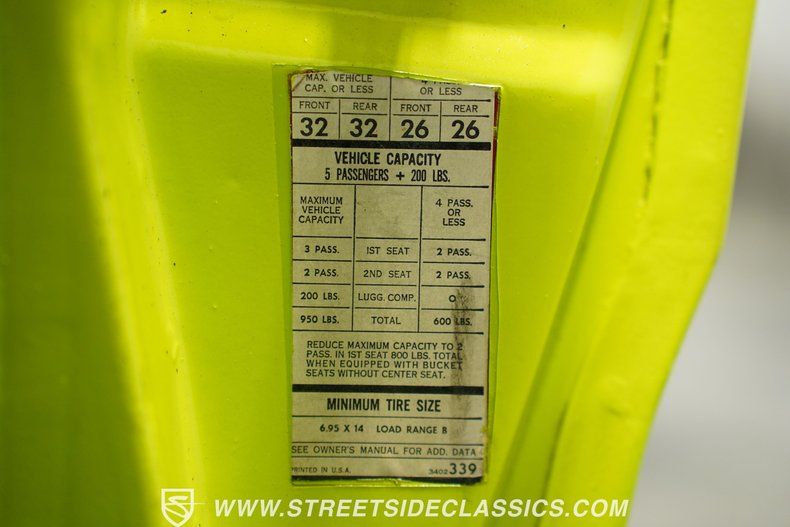 MAX. VEHICLE
CAP. OR LESS
4 PASS.
OR LESS
FRONT REAR FRONT REAR
32 32 26 26
VEHICLE CAPACITY
5 PASSENGERS + 200 LBS.
MAXIMUM
VEHICLE
CAPACITY
4 PASS.
OR
LESS
3 PASS. 1ST SEAT 2 PASS.
2 PASS. 2ND SEAT 2 PASS.
200 LBS. LUGG. COMP. 0
950 LBS. TOTAL 600 LBS.
REDUCE MAXIMUM CAPACITY TO 2
PASS. IN 1ST SEAT 800 LBS. TOTAL
WHEN EQUIPPED WITH BUCKET
SEATS WITHOUT CENTER SEAT.
MINIMUM TIRE SIZE
6.95 X 14 LOAD RANGE B
SEE OWNER'S MANUAL FOR ADD. DATA
PRINTED IN U.S.A. 3402339
WWW.STREETSIDECLASSICS.COM